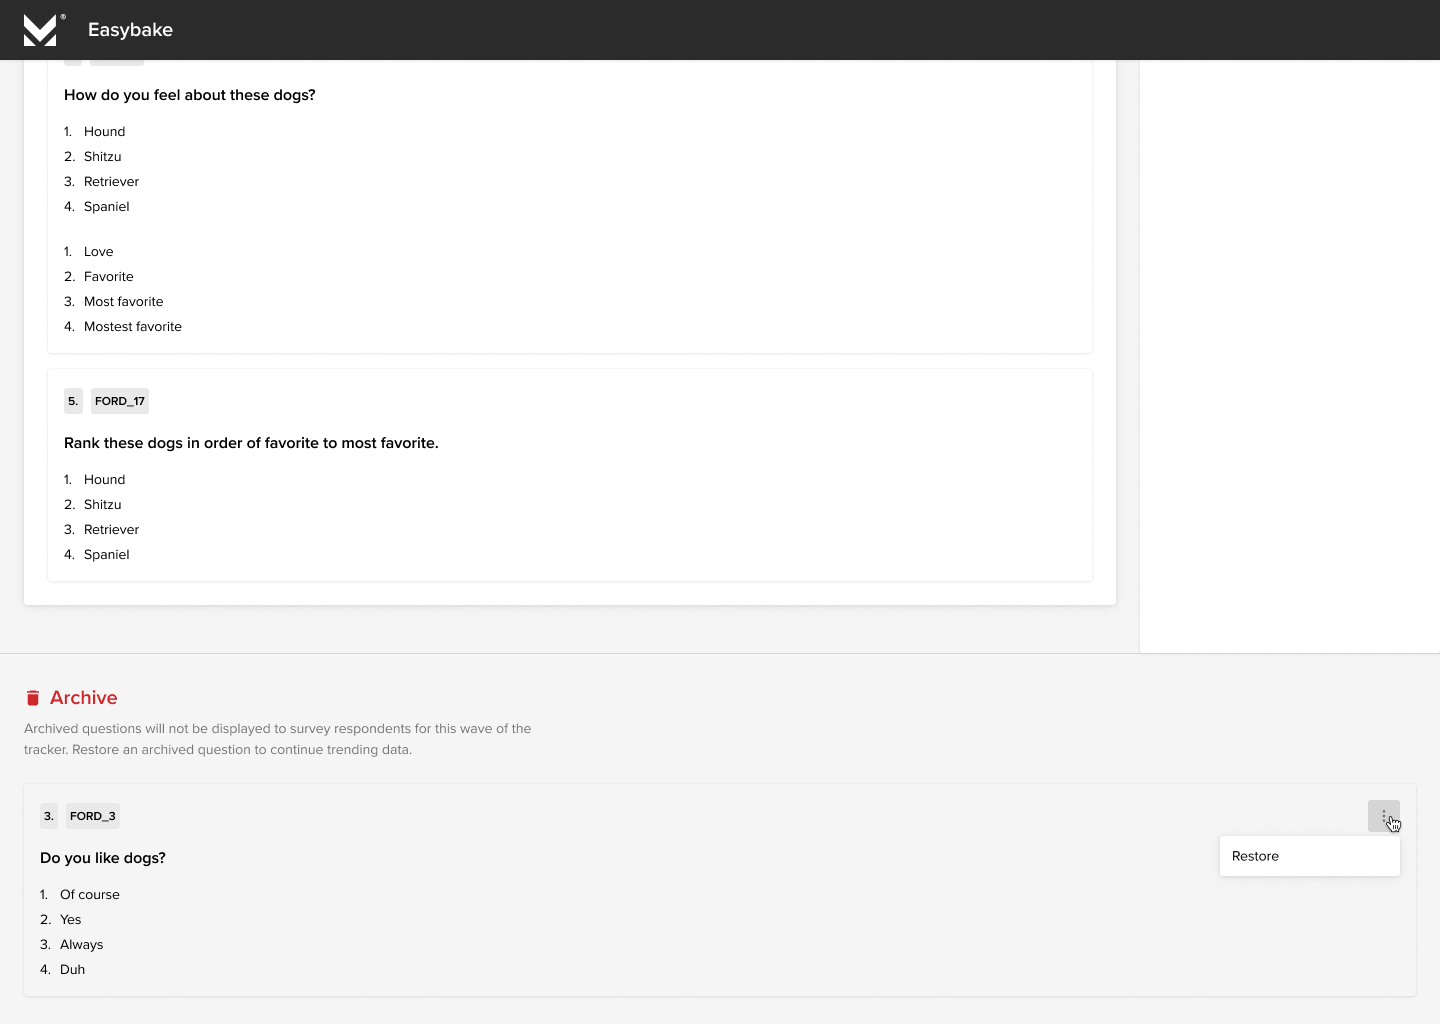 ®
Easybake
How do you feel about these dogs?
1. Hound
2. Shitzu
3. Retriever
4. Spaniel
1. Love
2. Favorite
3. Most favorite
4. Mostest favorite
5. FORD_17
Rank these dogs in order of favorite to most favorite.
1. Hound
2. Shitzu
3. Retriever
4. Spaniel
Archive
Archived questions will not be displayed to survey respondents for this wave of the
tracker. Restore an archived question to continue trending data.
3. FORD_3
Do you like dogs?
Restore
1. Of course
2. Yes
3. Always
4. Duh